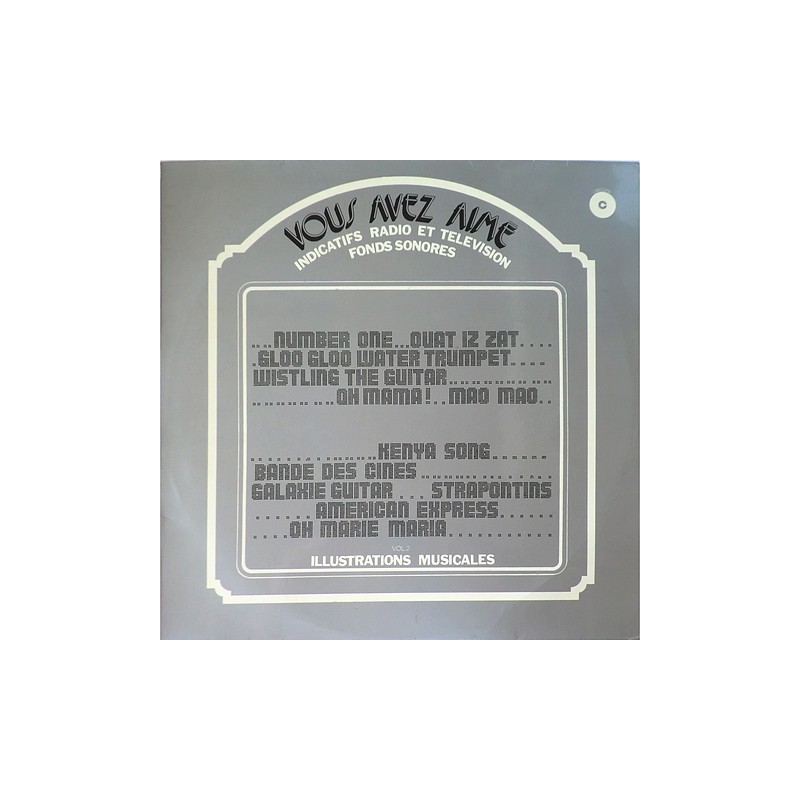 VOUS AVEZ AIME
INDICATIFS RADIO ET TELEVISION
FONDS SONORES
C
...NUMBER ONE...OUAT IZ ZAT....
.GLOO GLOO WATER TRUMPET....
WISTLING THE GUITAR...............
............OH MAMA!..MAO MAO..
................KENYA SONG......
BANDE DES CINES ................
GALAXIE GUITAR ... STRAPONTINS
......AMERICAN EXPRESS......
....OH MARIE MARIA............
VOL.2
ILLUSTRATIONS MUSICALES